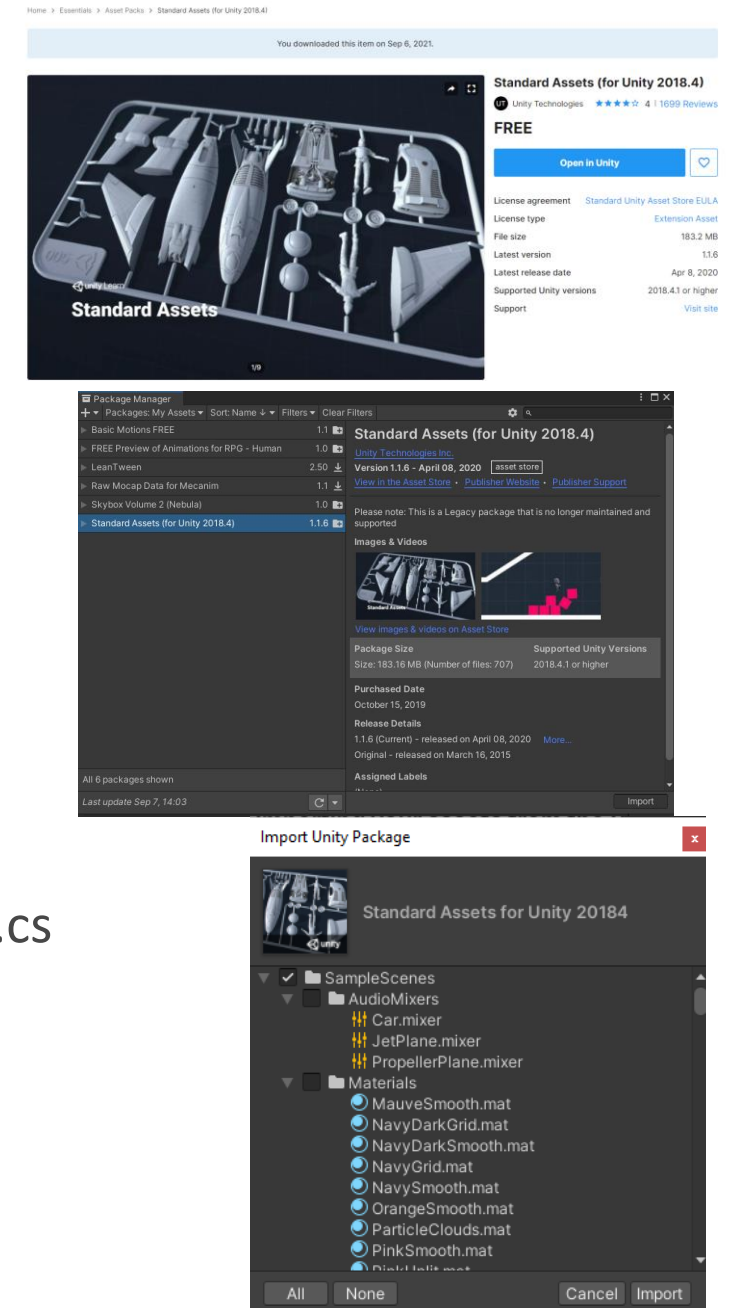 Home > Essentials > Asset Packs > Standard Assets (for Unity 2018.4)
You downloaded this item on Sep 6, 2021.
unity Learn
Standard Assets
1/9
Standard Assets (for Unity 2018.4)
UT Unity Technologies ★★★★☆ 4 | 1699 Reviews
FREE
Open in Unity
License agreement Standard Unity Asset Store EULA
License type Extension Asset
File size 183.2 MB
Latest version 1.1.6
Latest release date Apr 8, 2020
Supported Unity versions 2018.4.1 or higher
Support Visit site
Package Manager
Packages: My Assets Sort: Name ↓ Filters Clear Filters
Basic Motions FREE 1.1
FREE Preview of Animations for RPG - Human 1.0
LeanTween 2.50
Raw Mocap Data for Mecanim 1.1
Skybox Volume 2 (Nebula) 1.0
Standard Assets (for Unity 2018.4) 1.1.6
All 6 packages shown
Last update Sep 7, 14:03
Standard Assets (for Unity 2018.4)
Unity Technologies Inc.
Version 1.1.6 - April 08, 2020 asset store
View in the Asset Store • Publisher Website • Publisher Support
Please note: This is a Legacy package that is no longer maintained and
supported
Images & Videos
Standard Assets
View images & videos on Asset Store
Package Size Supported Unity Versions
Size: 183.16 MB (Number of files: 707) 2018.4.1 or higher
Purchased Date
October 15, 2019
Release Details
1.1.6 (Current) - released on April 08, 2020 More...
Original - released on March 16, 2015
Assigned Labels
Import
.cs
Import Unity Package x
unity
Standard Assets for Unity 20184
SampleScenes
AudioMixers
Car.mixer
JetPlane.mixer
PropellerPlane.mixer
Materials
MauveSmooth.mat
NavyDarkGrid.mat
NavyDarkSmooth.mat
NavyGrid.mat
NavySmooth.mat
OrangeSmooth.mat
ParticleClouds.mat
PinkSmooth.mat
All None Cancel Import